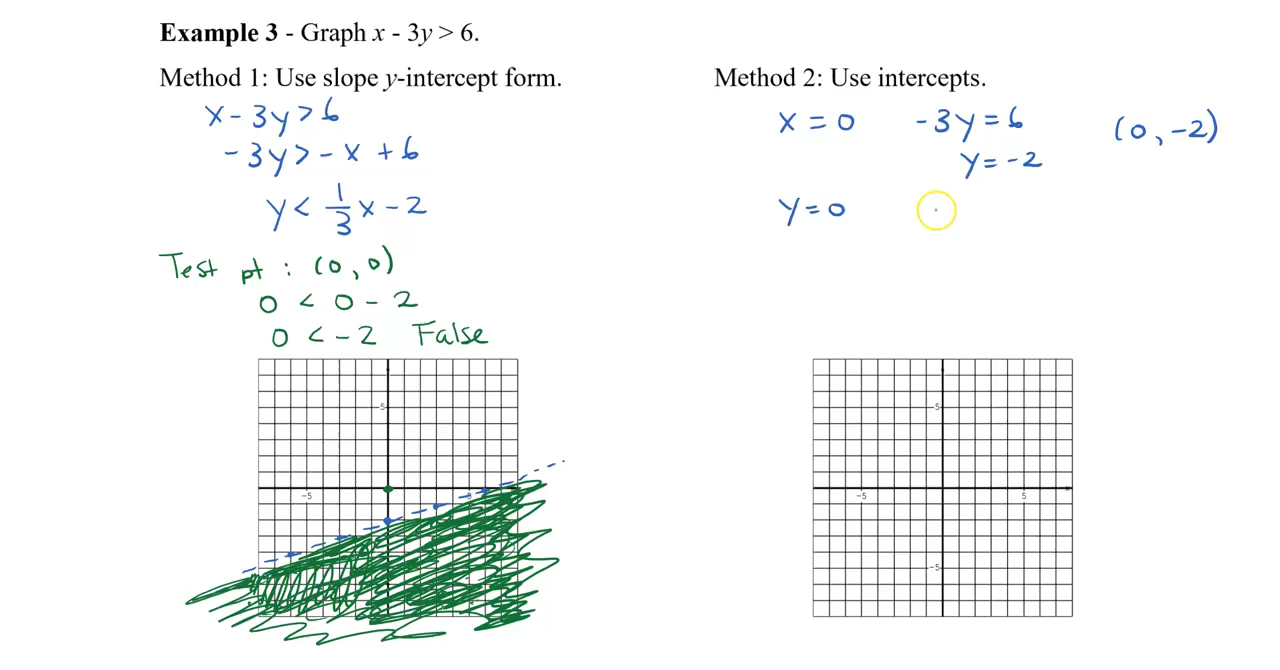 Example 3 - Graph x - 3y > 6.
Method 1: Use slope y-intercept form.
x - 3y > 6
- 3y > - x + 6
y < 1/3 x - 2
Test pt : (0, 0)
0 < 0 - 2
0 < - 2 False
5
-5
5
Method 2: Use intercepts.
x = 0 - 3y = 6 (0, -2)
y = -2
y = 0
5
-5 5
-5